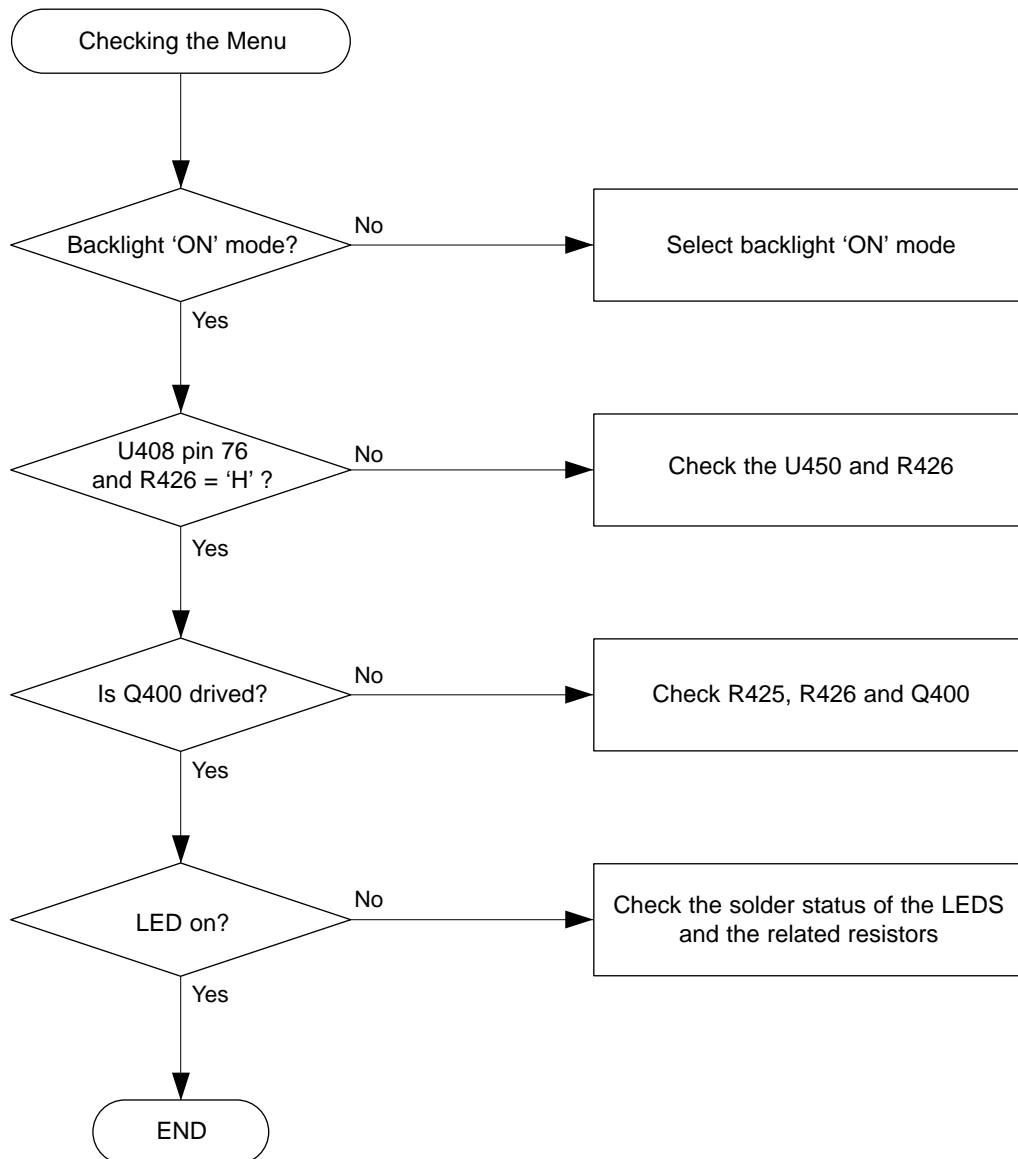 Checking the Menu
Backlight ‘ON’ mode?
No
Select backlight ‘ON’ mode
Yes
U408 pin 76
and R426 = ‘H’ ?
No
Check the U450 and R426
Yes
Is Q400 drived?
No
Check R425, R426 and Q400
Yes
LED on?
No
Check the solder status of the LEDS
and the related resistors
Yes
END